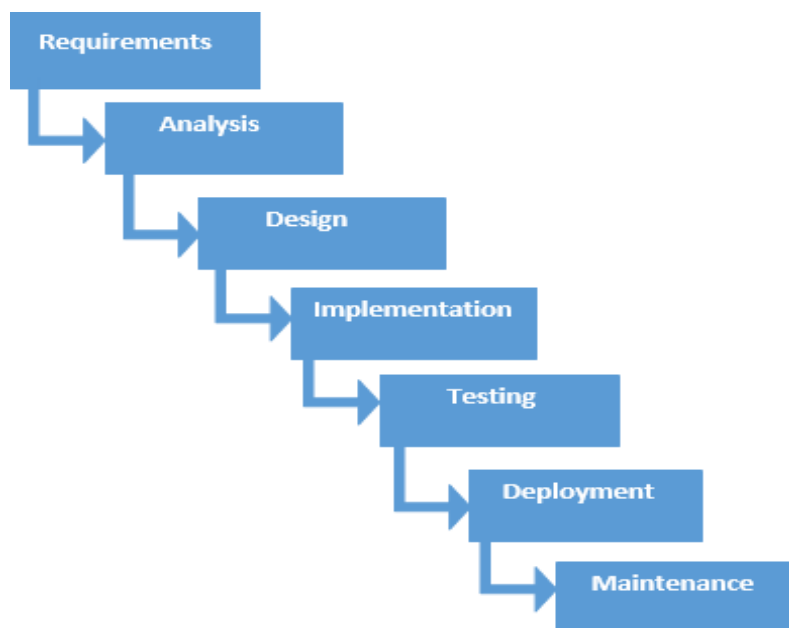 Requirements
Analysis
Design
Implementation
Testing
Deployment
Maintenance